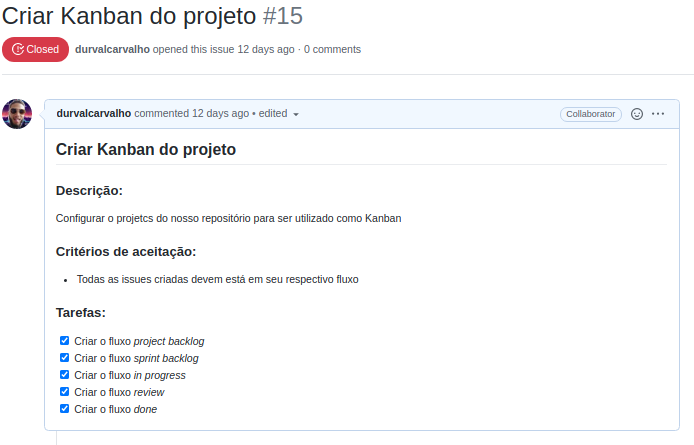 Criar Kanban do projeto #15
Closed durvalcarvalho opened this issue 12 days ago · 0 comments
durvalcarvalho commented 12 days ago • edited Collaborator
Criar Kanban do projeto
Descrição:
Configurar o projetcs do nosso repositório para ser utilizado como Kanban
Critérios de aceitação:
Todas as issues criadas devem está em seu respectivo fluxo
Tarefas:
Criar o fluxo project backlog
Criar o fluxo sprint backlog
Criar o fluxo in progress
Criar o fluxo review
Criar o fluxo done